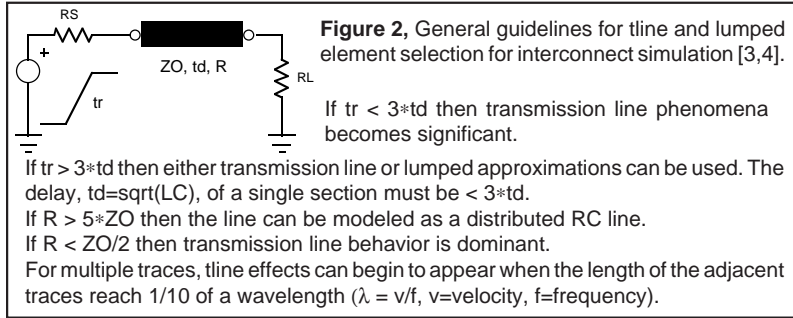 RS
+
tr
ZO, td, R
RL
Figure 2, General guidelines for tline and lumped
element selection for interconnect simulation [3,4].
If tr < 3*td then transmission line phenomena
becomes significant.
If tr > 3*td then either transmission line or lumped approximations can be used. The
delay, td=sqrt(LC), of a single section must be < 3*td.
If R > 5*ZO then the line can be modeled as a distributed RC line.
If R < ZO/2 then transmission line behavior is dominant.
For multiple traces, tline effects can begin to appear when the length of the adjacent
traces reach 1/10 of a wavelength (λ = v/f, v=velocity, f=frequency).